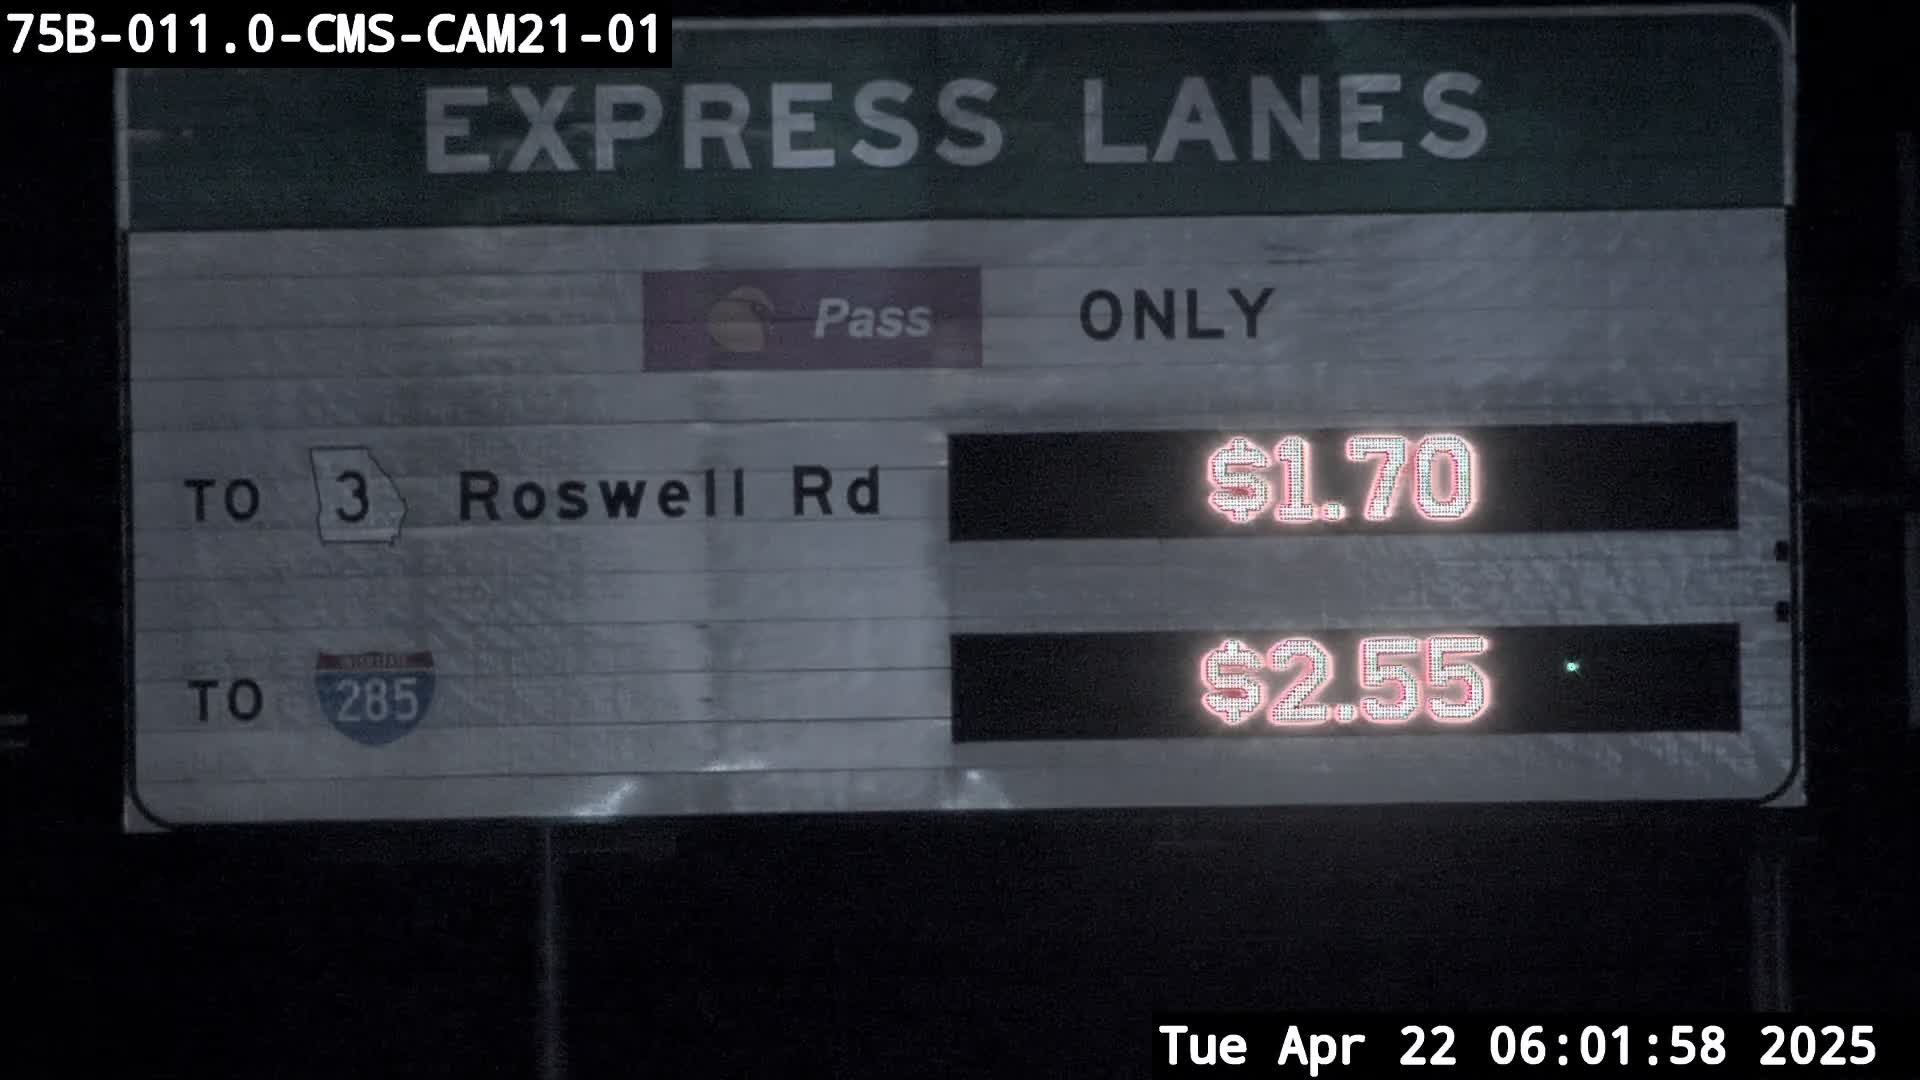 75B-011.0-CMS-CAM21-01
EXPRESS LANES
Pass ONLY
TO 3 Roswell Rd $1.70
TO 285 $2.55
Tue Apr 22 06:01:58 2025